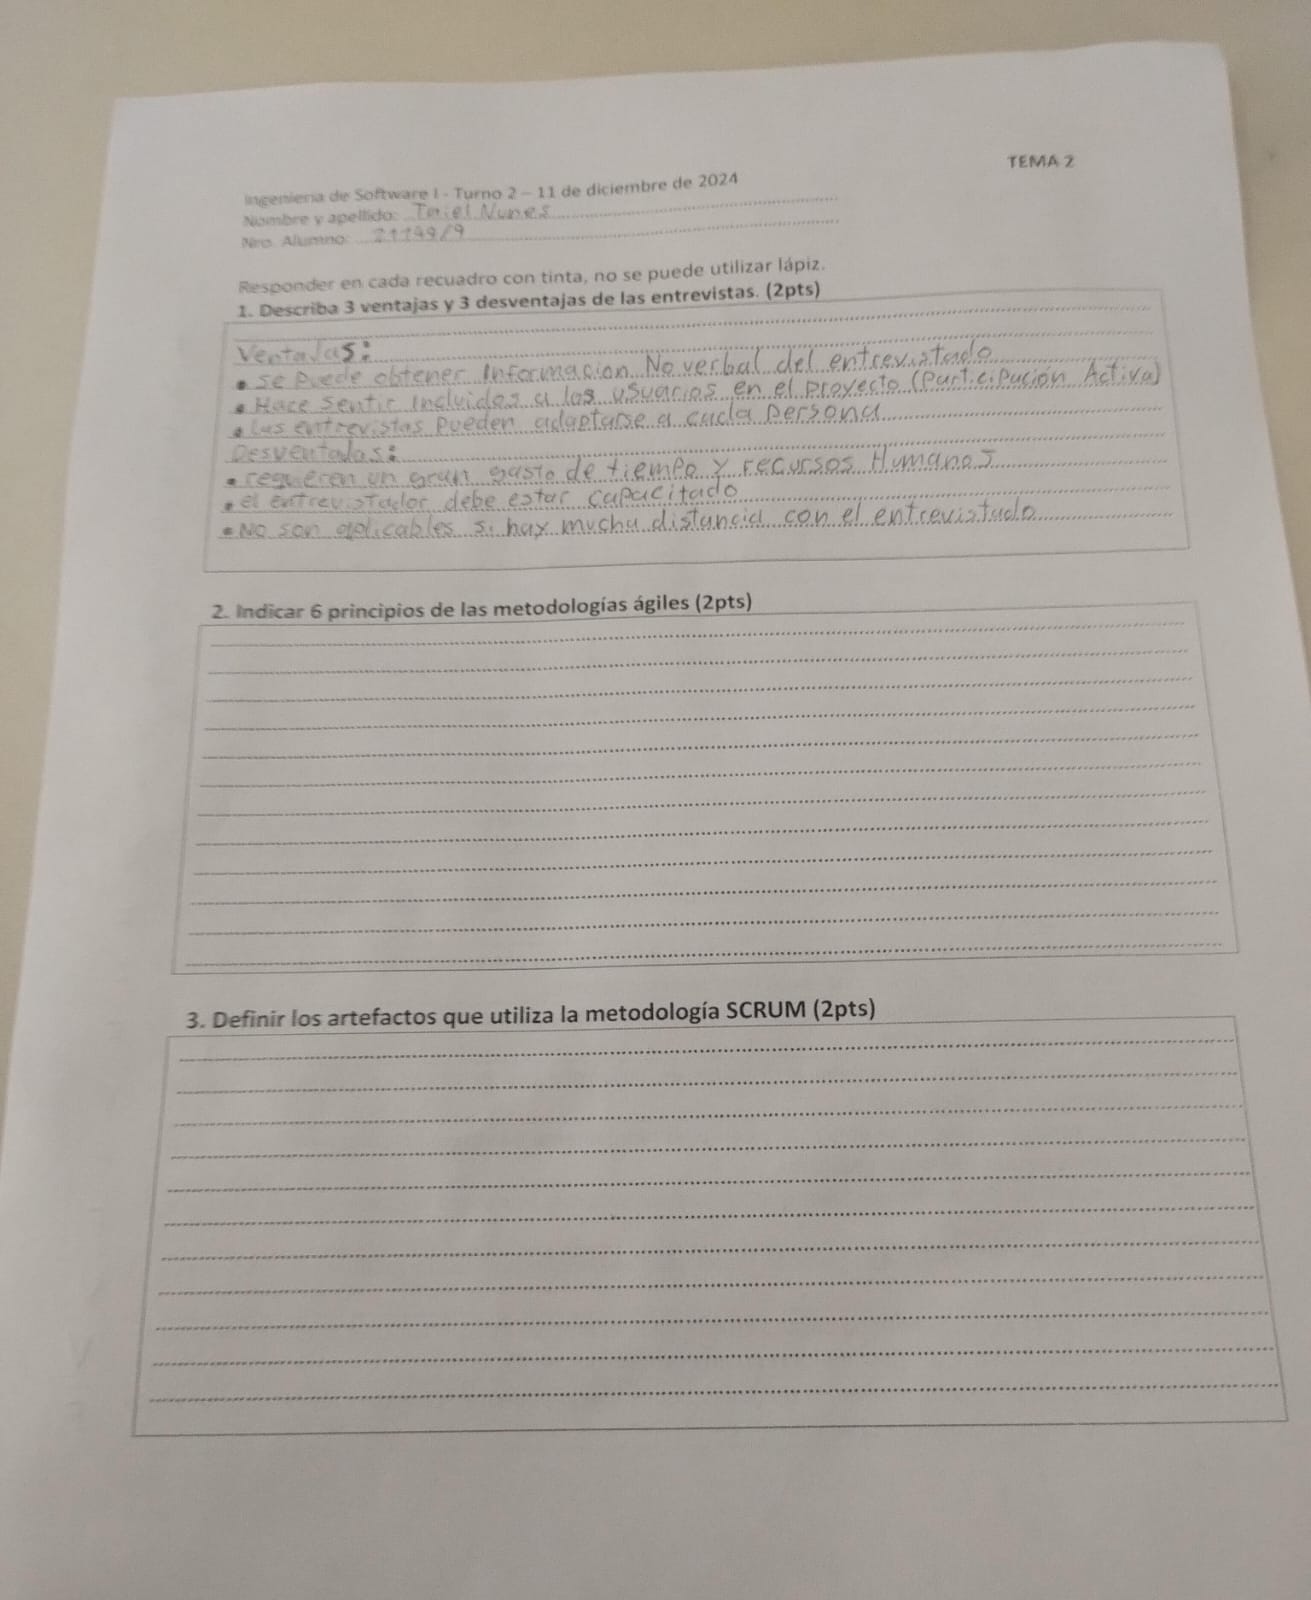 TEMA 2
Ingeniería de Software I - Turno 2 – 11 de diciembre de 2024
Nombre y apellido: Taiel Nunes
Nro. Alumno: 21199/9
Responder en cada recuadro con tinta, no se puede utilizar lápiz.
1. Describa 3 ventajas y 3 desventajas de las entrevistas. (2pts)
Ventajas:
• se puede obtener Informacion No verbal del entrevistado
• Hace sentir Incluidos a los usuarios en el proyecto (Participación Activa)
• Las entrevistas pueden adaptarse a cada persona
Desventajas:
• requieren un gran gasto de tiempo y recursos Humanos
• el entrevistador debe estar capacitado
• No son aplicables si hay mucha distancia con el entrevistado
2. Indicar 6 principios de las metodologías ágiles (2pts)
3. Definir los artefactos que utiliza la metodología SCRUM (2pts)